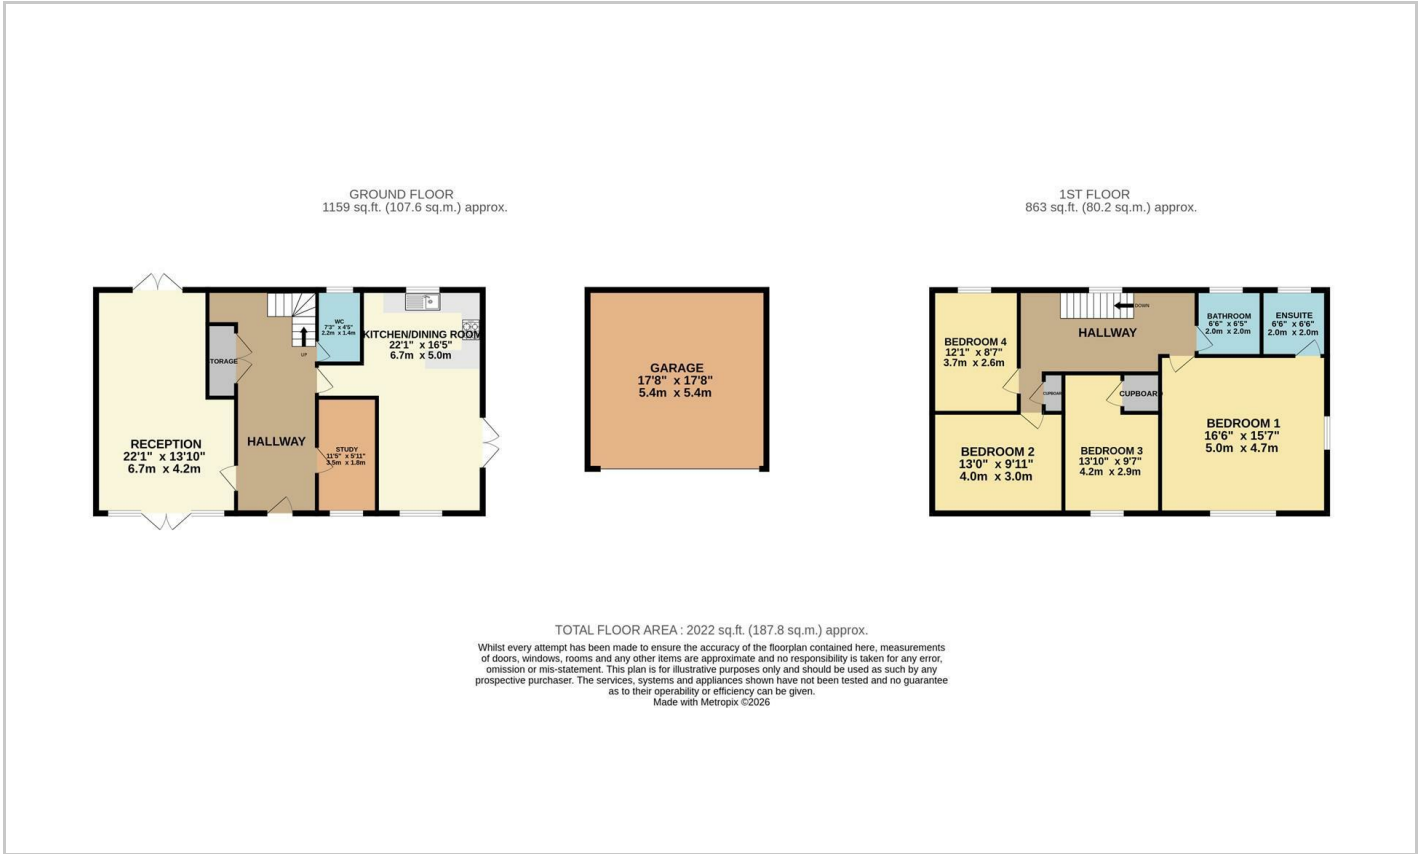 GROUND FLOOR
1159 sq.ft. (107.6 sq.m.) approx.
1ST FLOOR
863 sq.ft. (80.2 sq.m.) approx.
RECEPTION
22'1" x 13'10"
6.7m x 4.2m
STORAGE
HALLWAY
UP
WC
7'3" x 4'5"
2.2m x 1.4m
KITCHEN/DINING ROOM
22'1" x 16'5"
6.7m x 5.0m
STUDY
11'5" x 5'11"
3.5m x 1.8m
GARAGE
17'8" x 17'8"
5.4m x 5.4m
BEDROOM 4
12'1" x 8'7"
3.7m x 2.6m
HALLWAY
DOWN
BATHROOM
6'6" x 6'5"
2.0m x 2.0m
ENSUITE
6'6" x 6'6"
2.0m x 2.0m
CUPBOARD
CUPBOARD
BEDROOM 2
13'0" x 9'11"
4.0m x 3.0m
BEDROOM 3
13'10" x 9'7"
4.2m x 2.9m
BEDROOM 1
16'6" x 15'7"
5.0m x 4.7m
TOTAL FLOOR AREA : 2022 sq.ft. (187.8 sq.m.) approx.
Whilst every attempt has been made to ensure the accuracy of the floorplan contained here, measurements
of doors, windows, rooms and any other items are approximate and no responsibility is taken for any error,
omission or mis-statement. This plan is for illustrative purposes only and should be used as such by any
prospective purchaser. The services, systems and appliances shown have not been tested and no guarantee
as to their operability or efficiency can be given.
Made with Metropix ©2026